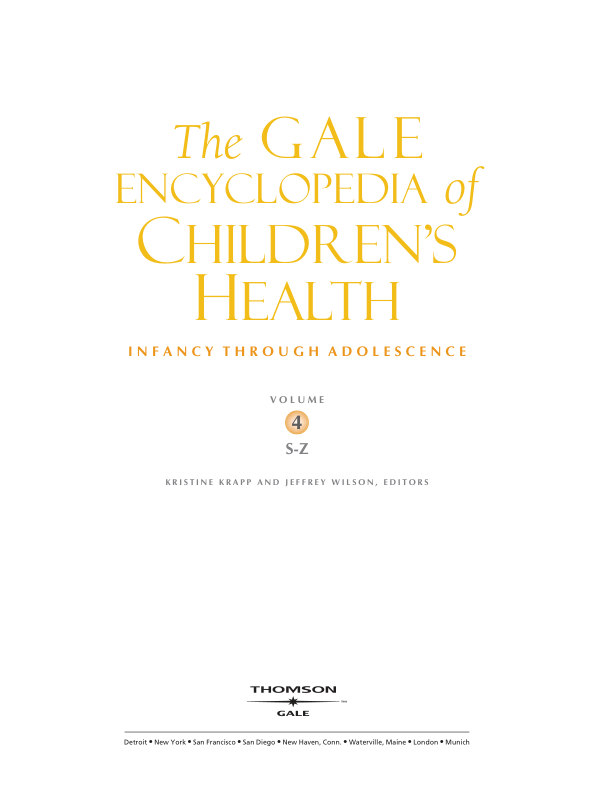 The GALE
ENCYCLOPEDIA of
CHILDREN'S
HEALTH
INFANCY THROUGH ADOLESCENCE
VOLUME
4
S-Z
KRISTINE KRAPP AND JEFFREY WILSON, EDITORS
THOMSON
™
GALE
Detroit • New York • San Francisco • San Diego • New Haven, Conn. • Waterville, Maine • London • Munich